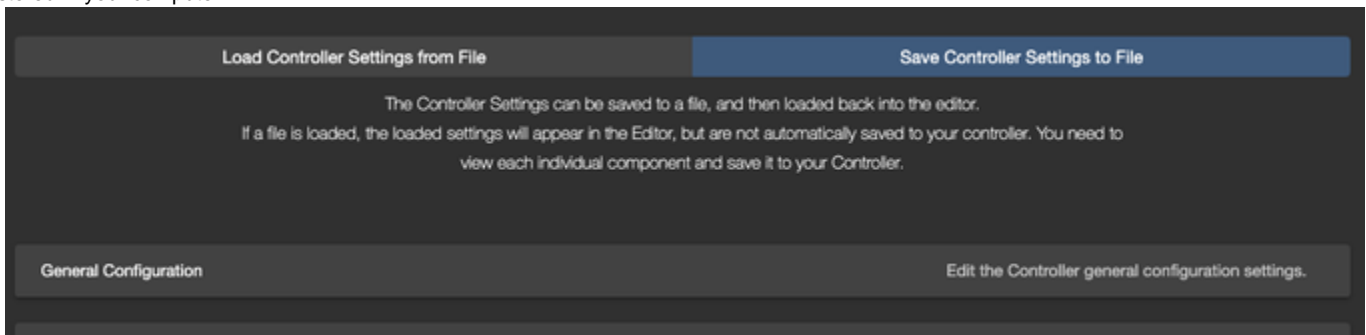 Load Controller Settings from File
Save Controller Settings to File
The Controller Settings can be saved to a file, and then loaded back into the editor.
If a file is loaded, the loaded settings will appear in the Editor, but are not automatically saved to your controller. You need to
view each individual component and save it to your Controller.
General Configuration
Edit the Controller general configuration settings.